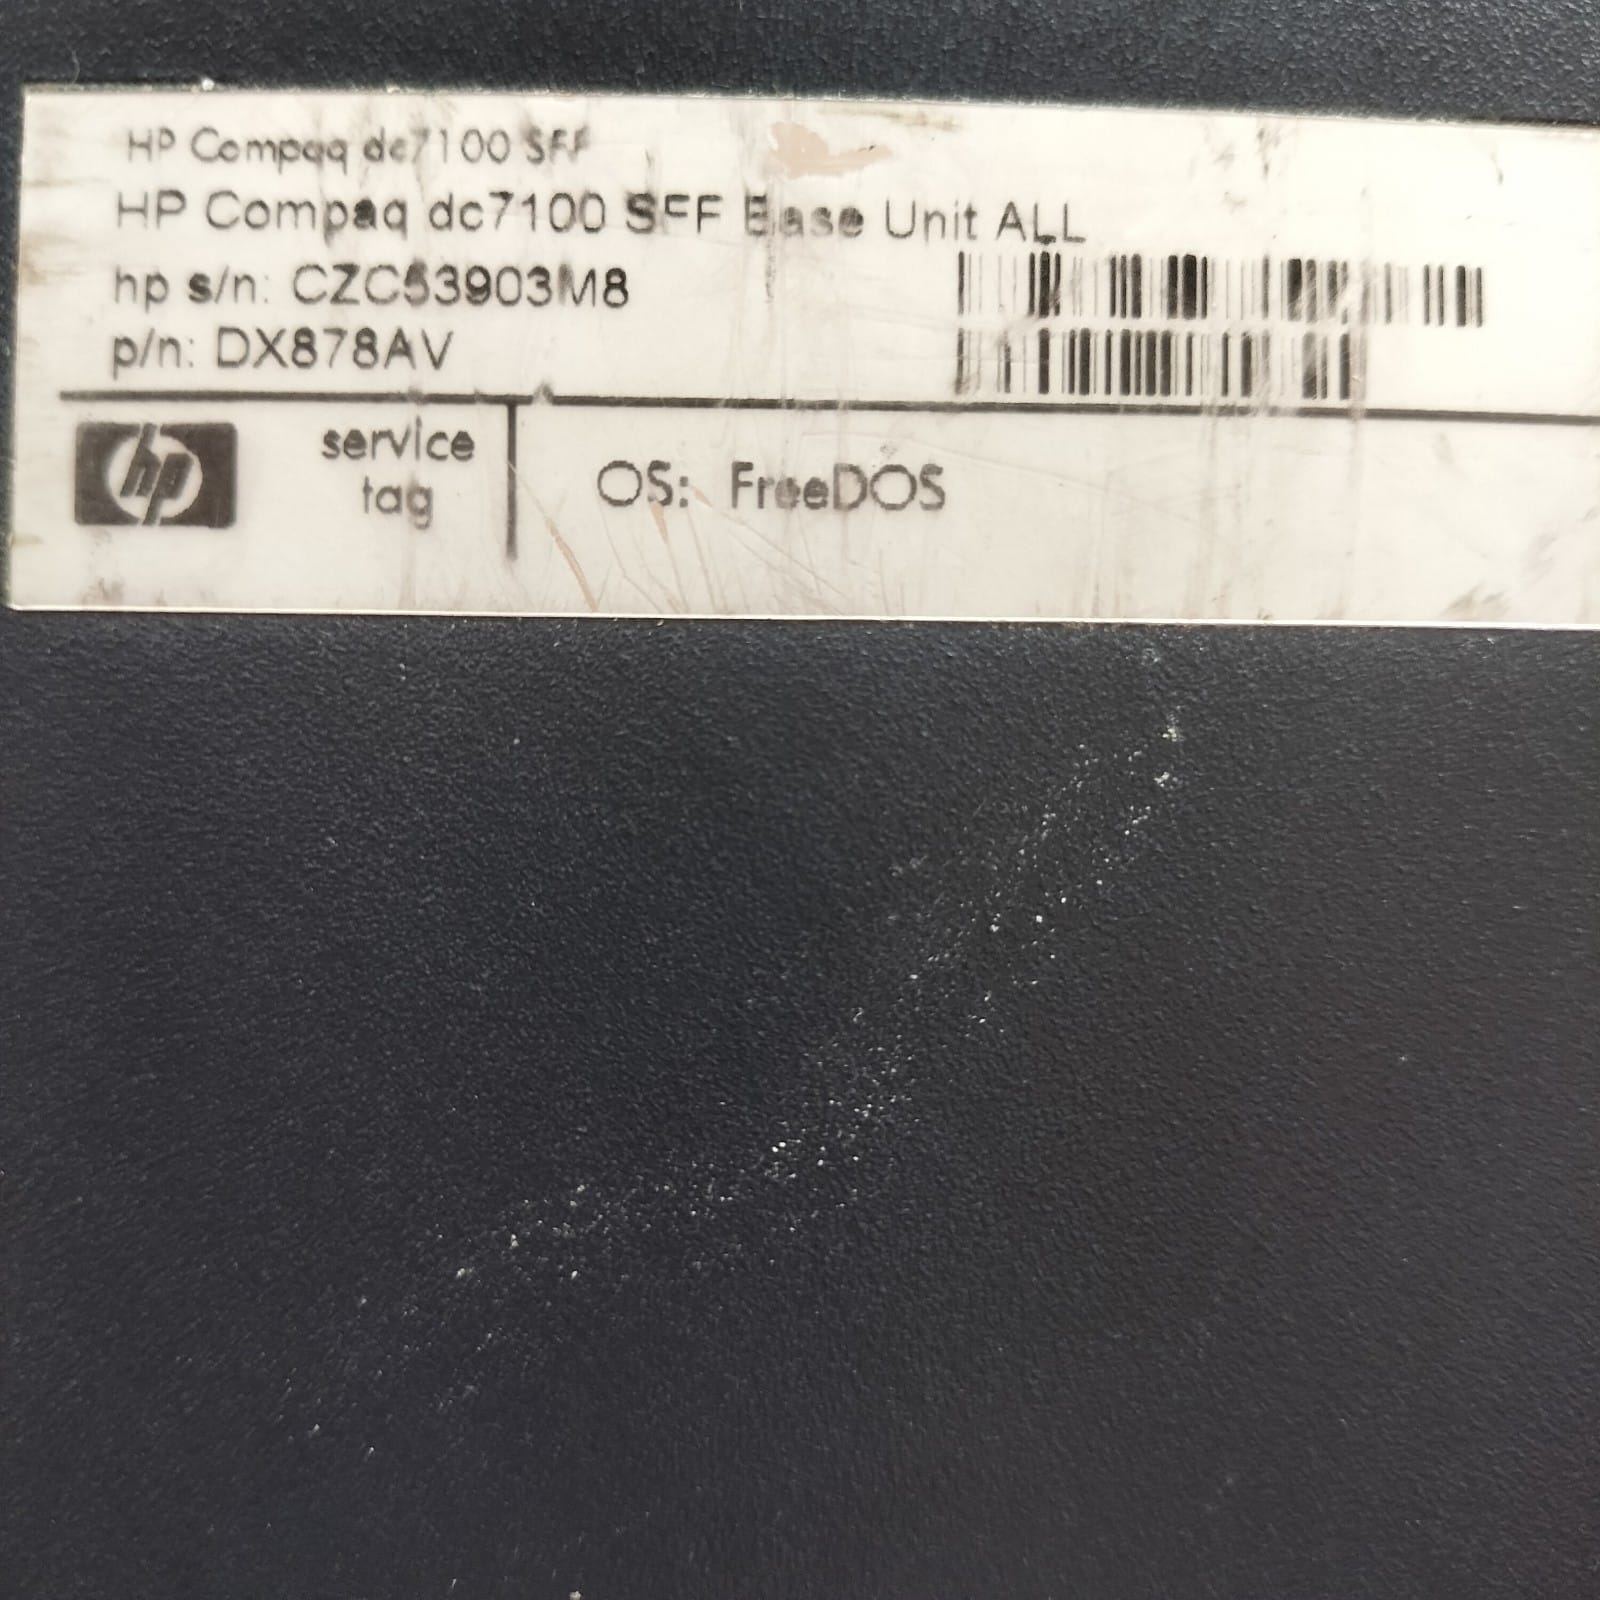 HP Compaq dc7100 SFF
HP Compaq dc7100 SFF Base Unit ALL
hp s/n: CZC53903M8
p/n: DX878AV
hp
service
tag
OS: FreeDOS